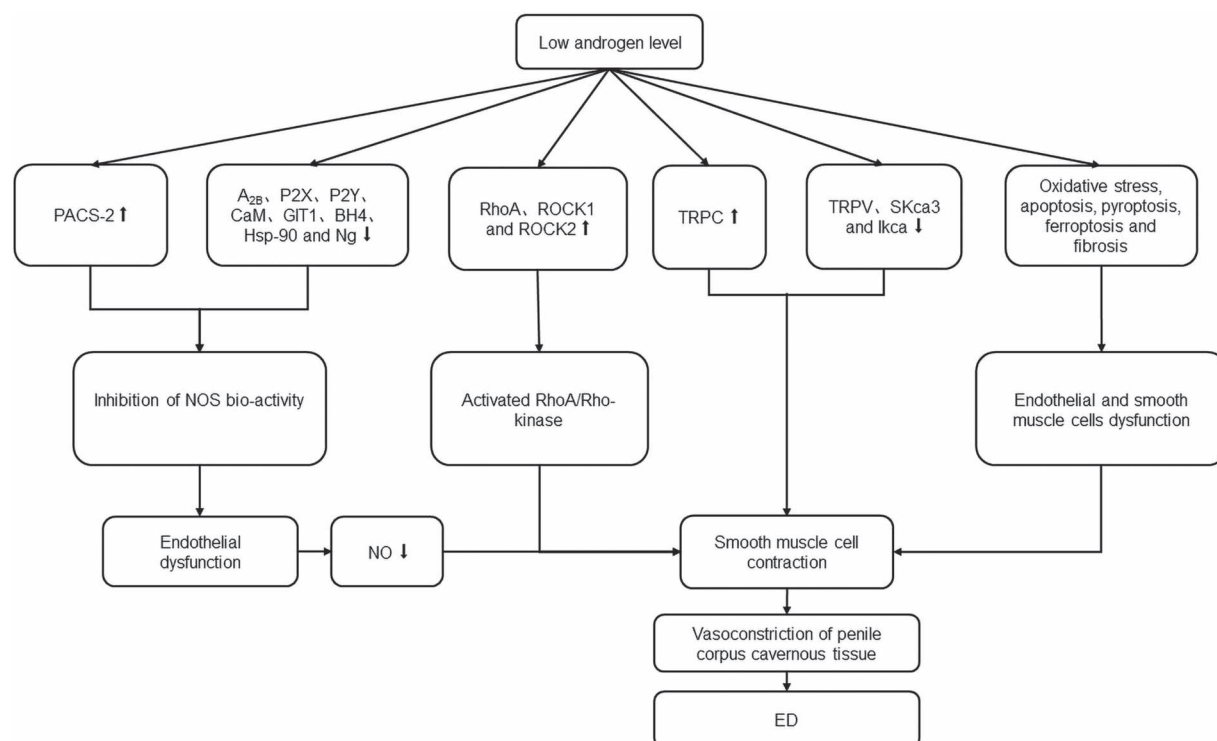 Low androgen level
PACS-2⬆
A₂B、P2X、P2Y、
CaM、GIT1、BH4、
Hsp-90 and Ng⬇
RhoA、ROCK1
and ROCK2⬆
TRPC⬆
TRPV、SKca3
and Ikca⬇
Oxidative stress,
apoptosis, pyroptosis,
ferroptosis and
fibrosis
Inhibition of NOS bio-activity
Activated RhoA/Rho-
kinase
Endothelial and smooth
muscle cells dysfunction
Endothelial
dysfunction
NO⬇
Smooth muscle cell
contraction
Vasoconstriction of penile
corpus cavernous tissue
ED